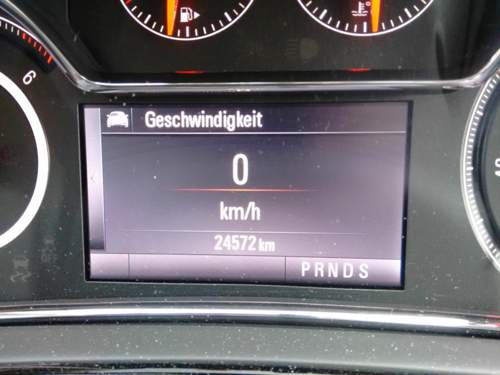 6
Geschwindigkeit
0
km/h
24572 km
P R N D S